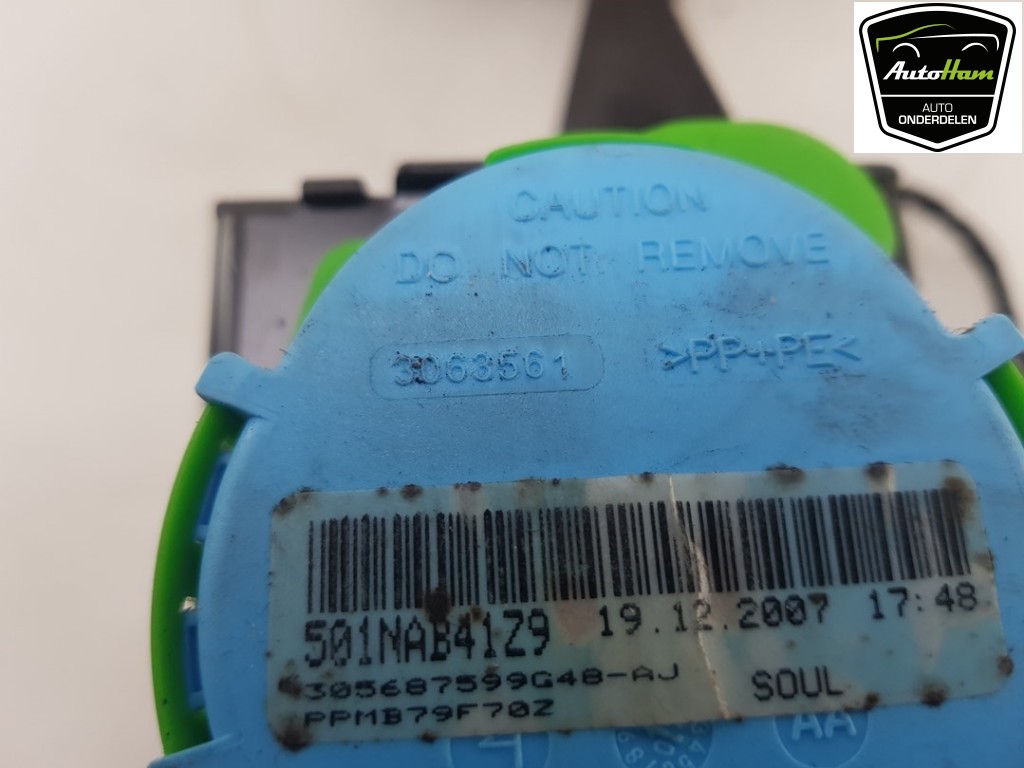 AutoHam
AUTO
ONDERDELEN
CAUTION
DO NOT REMOVE
3063561 >PP+PE<
501NAB41Z9 19.12.2007 17:48
305687599G48-AJ SOUL
PPMB79F70Z
AA